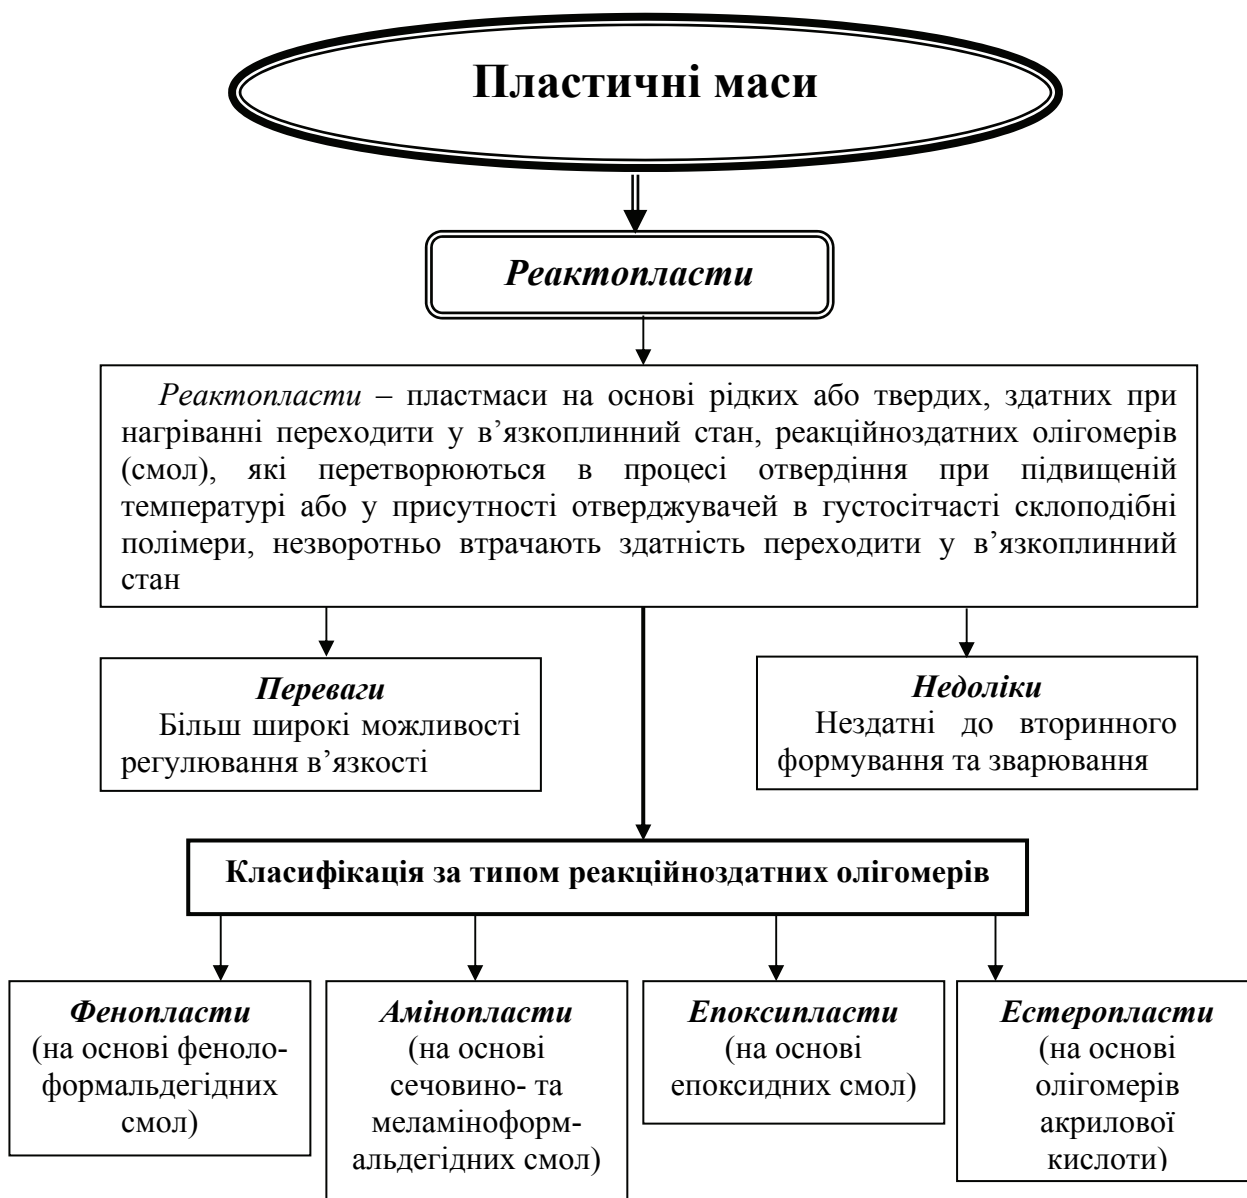 Пластичні маси
Реактопласти
Реактопласти – пластмаси на основі рідких або твердих, здатних при
нагріванні переходити у в’язкоплинний стан, реакційноздатних олігомерів
(смол), які перетворюються в процесі отвердіння при підвищеній
температурі або у присутності отверджувачей в густосітчасті склоподібні
полімери, незворотньо втрачають здатність переходити у в’язкоплинний
стан
Переваги
Більш широкі можливості
регулювання в’язкості
Недоліки
Нездатні до вторинного
формування та зварювання
Класифікація за типом реакційноздатних олігомерів
Фенопласти
(на основі феноло-
формальдегідних
смол)
Амінопласти
(на основі
сечовино- та
меламіноформ-
альдегідних смол)
Епоксипласти
(на основі
епоксидних смол)
Естеропласти
(на основі
олігомерів
акрилової
кислоти)